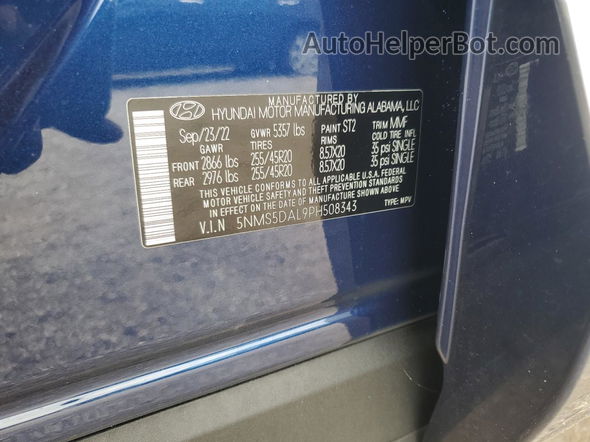 AutoHelperBot.com
MANUFACTURED BY
HYUNDAI MOTOR MANUFACTURING ALABAMA, LLC
Sep/23/22 GVWR 5357 lbs PAINT ST2 TRIM MMF
GAWR TIRES RIMS COLD TIRE INFL
FRONT 2866 lbs 255/45R20 8.5JX20 35 psi SINGLE
REAR 2976 lbs 255/45R20 8.5JX20 35 psi SINGLE
THIS VEHICLE CONFORMS TO ALL APPLICABLE U.S.A. FEDERAL
MOTOR VEHICLE SAFETY STANDARDS IN EFFECT ON THE
DATE OF MANUFACTURE SHOWN ABOVE.
V.I.N 5NMS5DAL9PH508343 TYPE: MPV